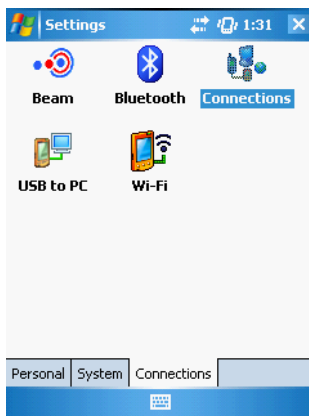 Settings 1:31
Beam Bluetooth Connections
USB to PC Wi-Fi
Personal System Connections